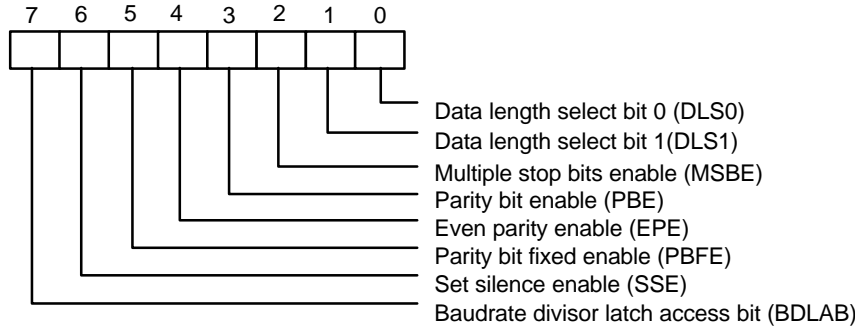 7 6 5 4 3 2 1 0
Data length select bit 0 (DLS0)
Data length select bit 1(DLS1)
Multiple stop bits enable (MSBE)
Parity bit enable (PBE)
Even parity enable (EPE)
Parity bit fixed enable (PBFE)
Set silence enable (SSE)
Baudrate divisor latch access bit (BDLAB)